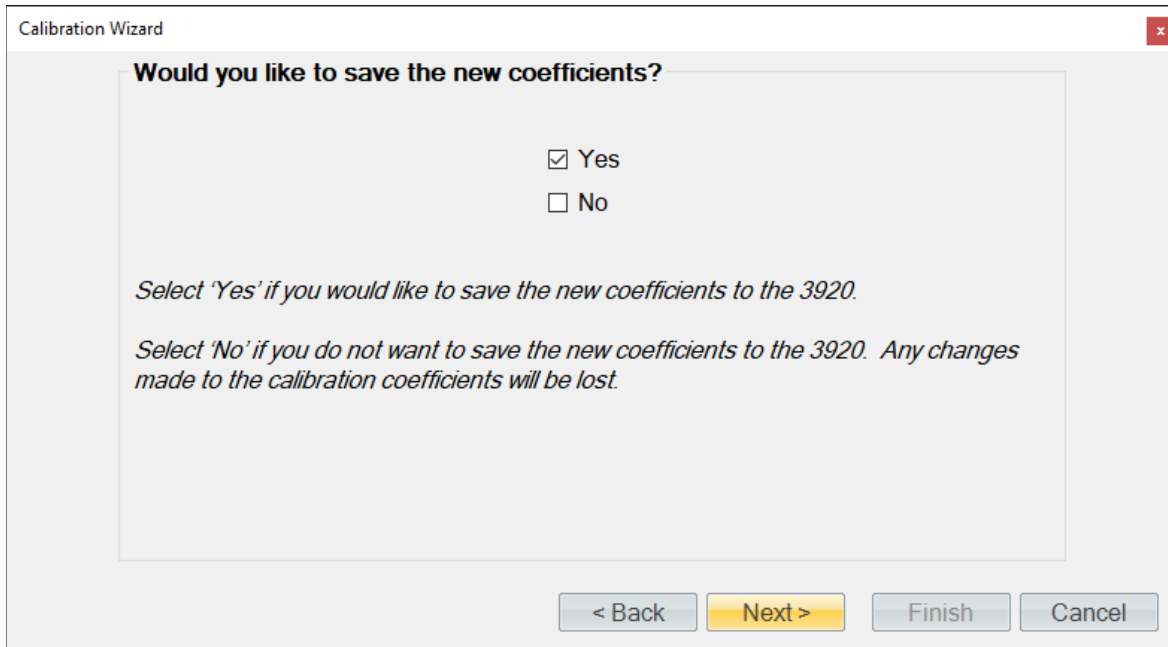 Calibration Wizard
x
Would you like to save the new coefficients?
Yes
No
Select ‘Yes’ if you would like to save the new coefficients to the 3920.
Select ‘No’ if you do not want to save the new coefficients to the 3920.  Any changes
made to the calibration coefficients will be lost.
< Back
Next >
Finish
Cancel